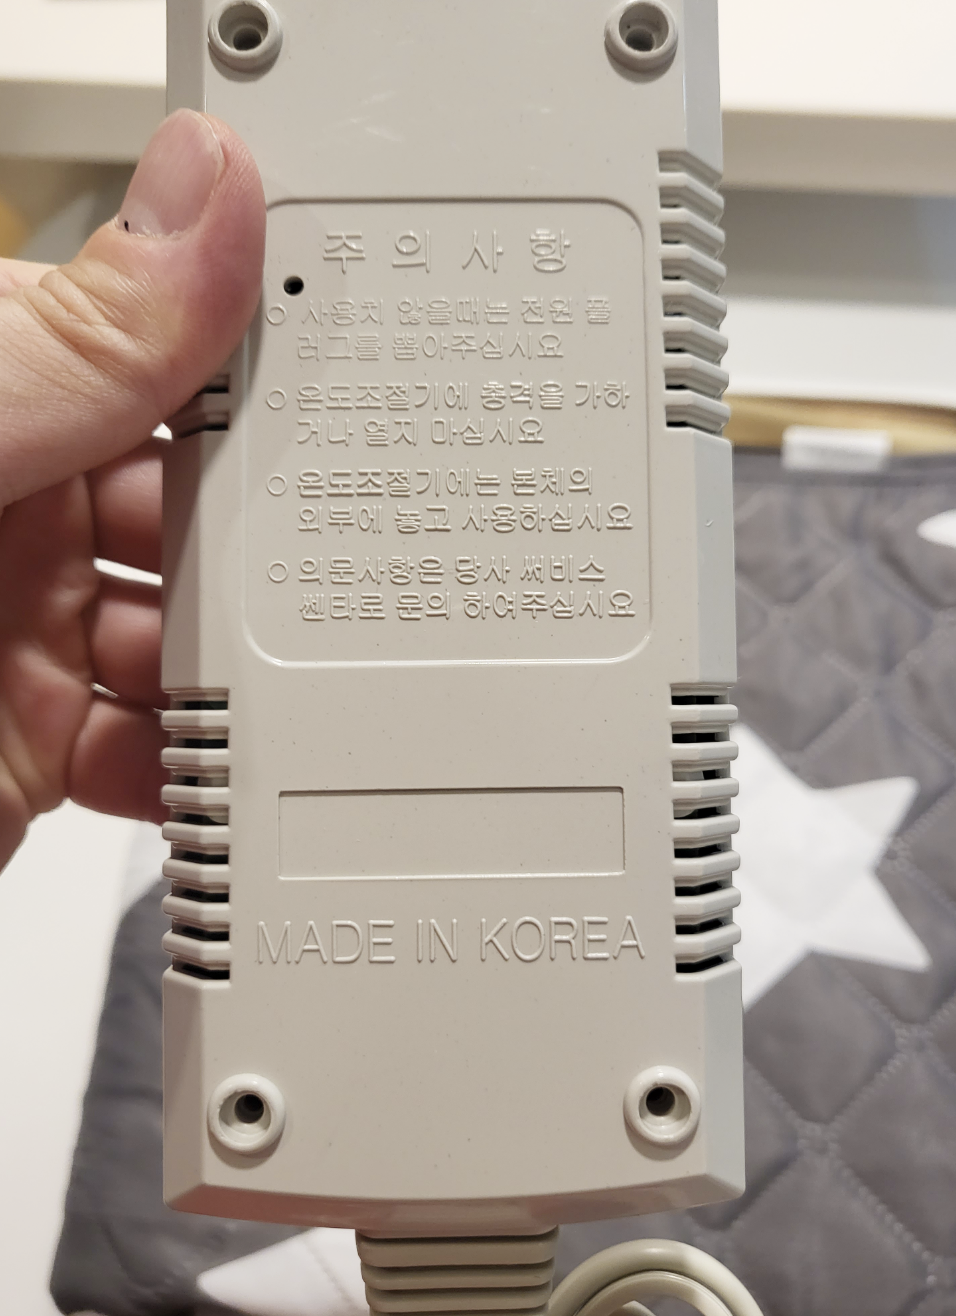 주의사항
○ 사용치 않을때는 전원 플
러그를 뽑아주십시요
○ 온도조절기에 충격을 가하
거나 열지 마십시요
○ 온도조절기에는 본체의
외부에 놓고 사용하십시요
○ 의문사항은 당사 써비스
쎈타로 문의 하여주십시요
MADE IN KOREA